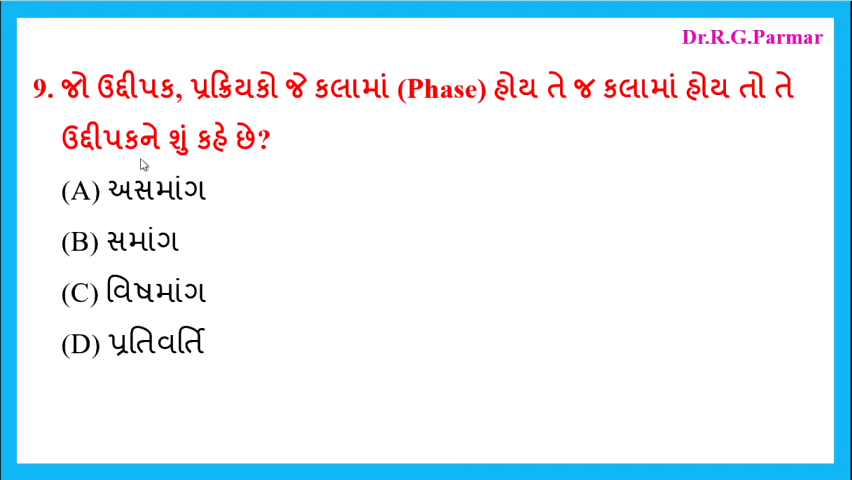 Dr.R.G.Parmar
9. જો ઉદ્દીપક, પ્રક્રિયકો જે કલામાં (Phase) હોય તે જ કલામાં હોય તો તે
ઉદ્દીપકને શું કહે છે?
(A) અસમાંગ
(B) સમાંગ
(C) વિષમાંગ
(D) પ્રતિવર્તિ